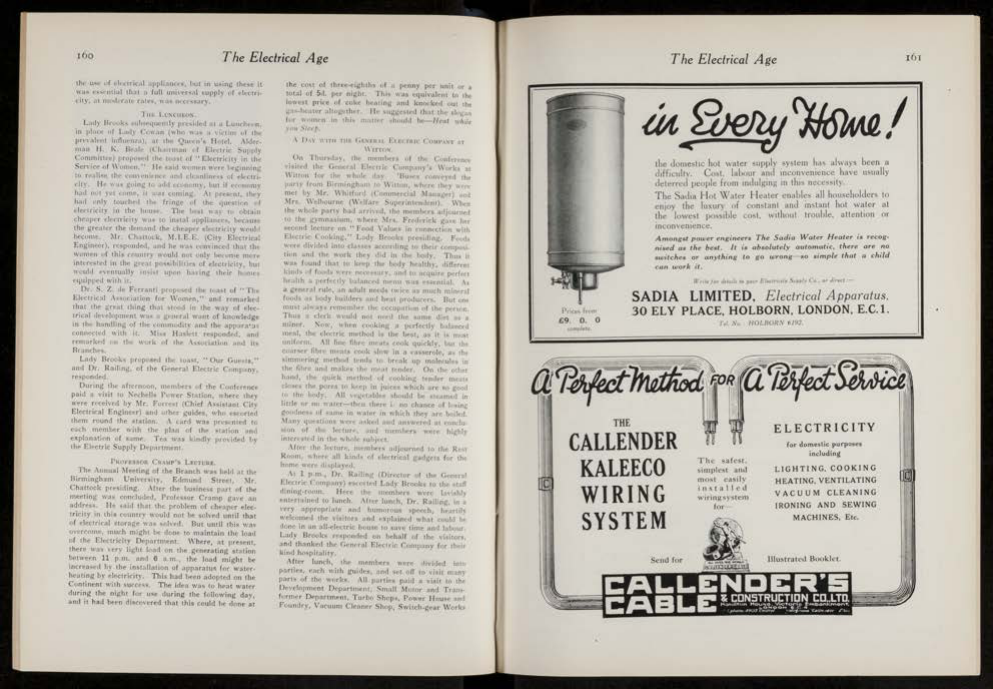 160
The Electrical Age
the use of electrical appliances, but in using these it
was essential that a full universal supply of electri-
city, at moderate rates, was necessary.
THE LUNCHEON.
Lady Brooks subsequently presided at a Luncheon,
in place of Lady Cowan (who was a victim of the
prevalent influenza), at the Queen's Hotel. Alder-
man H. K. Beale (Chairman of Electric Supply
Committee) proposed the toast of "Electricity in the
Service of Women." He said women were beginning
to realise the convenience and cleanliness of electri-
city. He was going to add economy, but if economy
had not yet come, it was coming. At present, they
had only touched the fringe of the question of
electricity in the house. The best way to obtain
cheaper electricity was to instal appliances, because
the greater the demand the cheaper electricity would
become. Mr. Chattock, M.I.E.E. (City Electrical
Engineer), responded, and he was convinced that the
women of this country would not only become more
interested in the great possibilities of electricity, but
would eventually insist upon having their homes
equipped with it.
Dr. S. Z. de Ferranti proposed the toast of "The
Electrical Association for Women," and remarked
that the great thing that stood in the way of elec-
trical development was a general want of knowledge
in the handling of the commodity and the apparatus
connected with it. Miss Haslett responded, and
remarked on the work of the Association and its
Branches.
Lady Brooks proposed the toast, "Our Guests,"
and Dr. Railing, of the General Electric Company,
responded.
During the afternoon, members of the Conference
paid a visit to Nechells Power Station, where they
were received by Mr. Forrest (Chief Assistant City
Electrical Engineer) and other guides, who escorted
them round the station. A card was presented to
each member with the plan of the station and
explanation of same. Tea was kindly provided by
the Electric Supply Department.
PROFESSOR CRAMP'S LECTURE.
The Annual Meeting of the Branch was held at the
Birmingham University, Edmund Street, Mr.
Chattock presiding. After the business part of the
meeting was concluded, Professor Cramp gave an
address. He said that the problem of cheaper elec-
tricity in this country would not be solved until that
of electrical storage was solved. But until this was
overcome, much might be done to maintain the load
of the Electricity Department. Where, at present,
there was very light load on the generating station
between 11 p.m. and 6 a.m., the load might be
increased by the installation of apparatus for water-
heating by electricity. This had been adopted on the
Continent with success. The idea was to heat water
during the night for use during the following day,
and it had been discovered that this could be done at
the cost of three-eighths of a penny per unit or a
total of 5d. per night. This was equivalent to the
lowest price of coke heating and knocked out the
gas-heater altogether. He suggested that the slogan
for women in this matter should be—Heat while
you Sleep.
A DAY WITH THE GENERAL ELECTRIC COMPANY AT
WITTON.
On Thursday, the members of the Conference
visited the General Electric Company's Works at
Witton for the whole day. 'Buses conveyed the
party from Birmingham to Witton, where they were
met by Mr. Whitford (Commercial Manager) and
Mrs. Welbourne (Welfare Superintendent). When
the whole party had arrived, the members adjourned
to the gymnasium, where Mrs. Frederick gave her
second lecture on "Food Values in connection with
Electric Cooking," Lady Brooks presiding. Foods
were divided into classes according to their composi-
tion and the work they did in the body. Thus it
was found that to keep the body healthy, different
kinds of foods were necessary, and to acquire perfect
health a perfectly balanced menu was essential. As
a general rule, an adult needs twice as much mineral
foods as body builders and heat producers. But one
must always remember the occupation of the person.
Thus a clerk would not need the same diet as a
miner. Now, when cooking a perfectly balanced
meal, the electric method is the best, as it is most
uniform. All fine fibre meats cook quickly, but the
coarser fibre meats cook slow in a casserole, as the
simmering method tends to break up molecules in
the fibre and makes the meat tender. On the other
hand, the quick method of cooking tender meats
closes the pores to keep in juices which are so good
to the body. All vegetables should be steamed in
little or no water—then there is no chance of losing
goodness of same in water in which they are boiled.
Many questions were asked and answered at conclu-
sion of the lecture, and members were highly
interested in the whole subject.
After the lecture, members adjourned to the Rest
Room, where all kinds of electrical gadgets for the
home were displayed.
At 1 p.m., Dr. Railing (Director of the General
Electric Company) escorted Lady Brooks to the staff
dining-room. Here the members were lavishly
entertained to lunch. After lunch, Dr. Railing, in a
very appropriate and humorous speech, heartily
welcomed the visitors and explained what could be
done in an all-electric house to save time and labour.
Lady Brooks responded on behalf of the visitors,
and thanked the General Electric Company for their
kind hospitality.
After lunch, the members were divided into
parties, each with guides, and set off to visit many
parts of the works. All parties paid a visit to the
Development Department, Small Motor and Trans-
former Department, Turbo Shops, Power House and
Foundry, Vacuum Cleaner Shop, Switch-gear Works
The Electrical Age
161
in Every Home!
the domestic hot water supply system has always been a
difficulty. Cost, labour and inconvenience have usually
deterred people from indulging in this necessity.
The Sadia Hot Water Heater enables all householders to
enjoy the luxury of constant and instant hot water at
the lowest possible cost, without trouble, attention or
inconvenience.
Amongst power engineers The Sadia Water Heater is recog-
nised as the best. It is absolutely automatic, there are no
switches or anything to go wrong—so simple that a child
can work it.
Write for details to your Electricity Supply Co., or direct:—
Prices from
£9. 0. 0
complete.
SADIA LIMITED, Electrical Apparatus,
30 ELY PLACE, HOLBORN, LONDON, E.C.1.
Tel. No. HOLBORN 6192.
A Perfect Method FOR A Perfect Service
THE
CALLENDER
KALEECO
WIRING
SYSTEM
The safest,
simplest and
most easily
installed
wiring system
for—
ELECTRICITY
for domestic purposes
including
LIGHTING, COOKING
HEATING, VENTILATING
VACUUM CLEANING
IRONING AND SEWING
MACHINES, Etc.
Send for
Illustrated Booklet.
CALLENDER'S
CABLE & CONSTRUCTION CO., LTD.
Hamilton House, Victoria Embankment